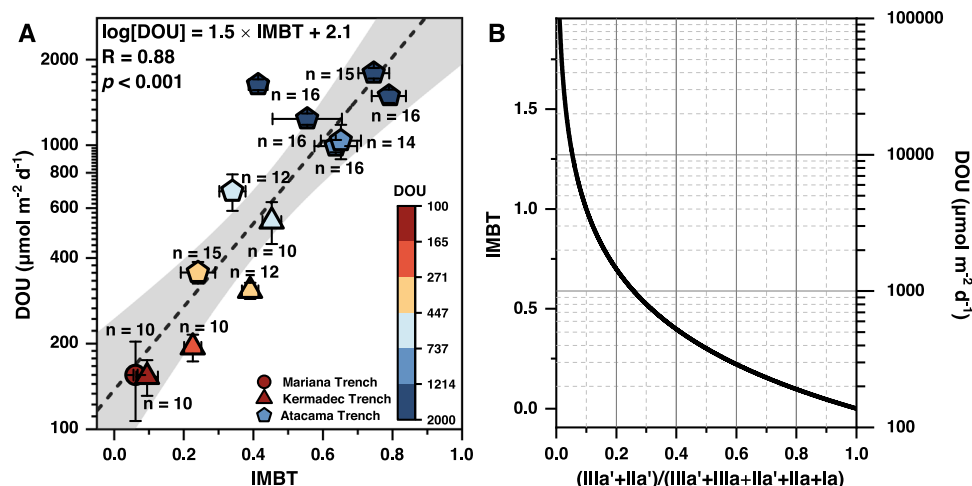 A
log[DOU] = 1.5 × IMBT + 2.1
R = 0.88
p < 0.001
n = 15
n = 16
n = 16
n = 16
n = 14
n = 16
n = 12
n = 10
n = 15
n = 12
n = 10
n = 10
n = 10
DOU
100
165
271
447
737
1214
2000
Mariana Trench
Kermadec Trench
Atacama Trench
2000
1000
800
600
400
200
100
DOU (μmol m⁻² d⁻¹)
0.0 0.2 0.4 0.6 0.8 1.0
IMBT
B
1.5
1.0
0.5
0.0
IMBT
100000
10000
1000
100
DOU (μmol m⁻² d⁻¹)
0.0 0.2 0.4 0.6 0.8 1.0
(IIIa'+IIa')/(IIIa'+IIIa+IIa'+IIa+Ia)